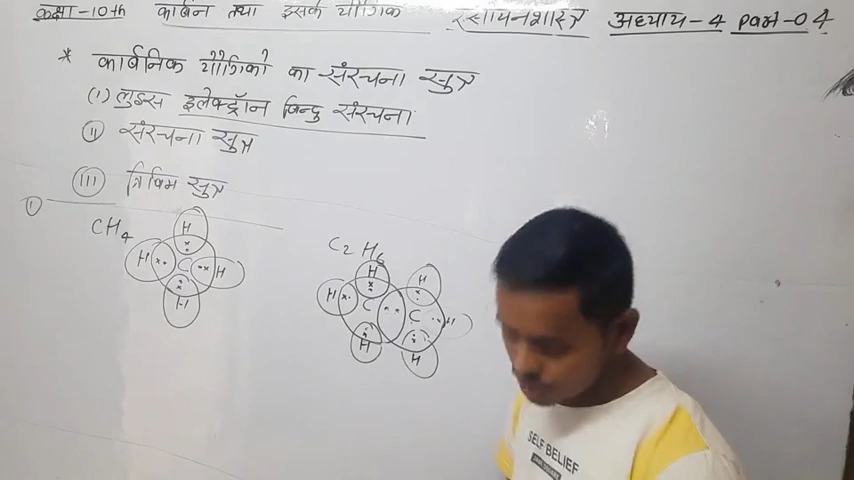 कक्षा-10th कार्बन तथा इसके यौगिक रसायनशास्त्र अध्याय-4 Part-04
* कार्बनिक यौगिकों का संरचना सुत्र
(i) लुइस इलेक्ट्रॉन बिन्दु संरचना
(ii) संरचना सुत्र
(iii) त्रिविम सुत्र
(i)
CH4
H
H C H
H
C2H6
H H
H C C H
H H
SELF BELIEF